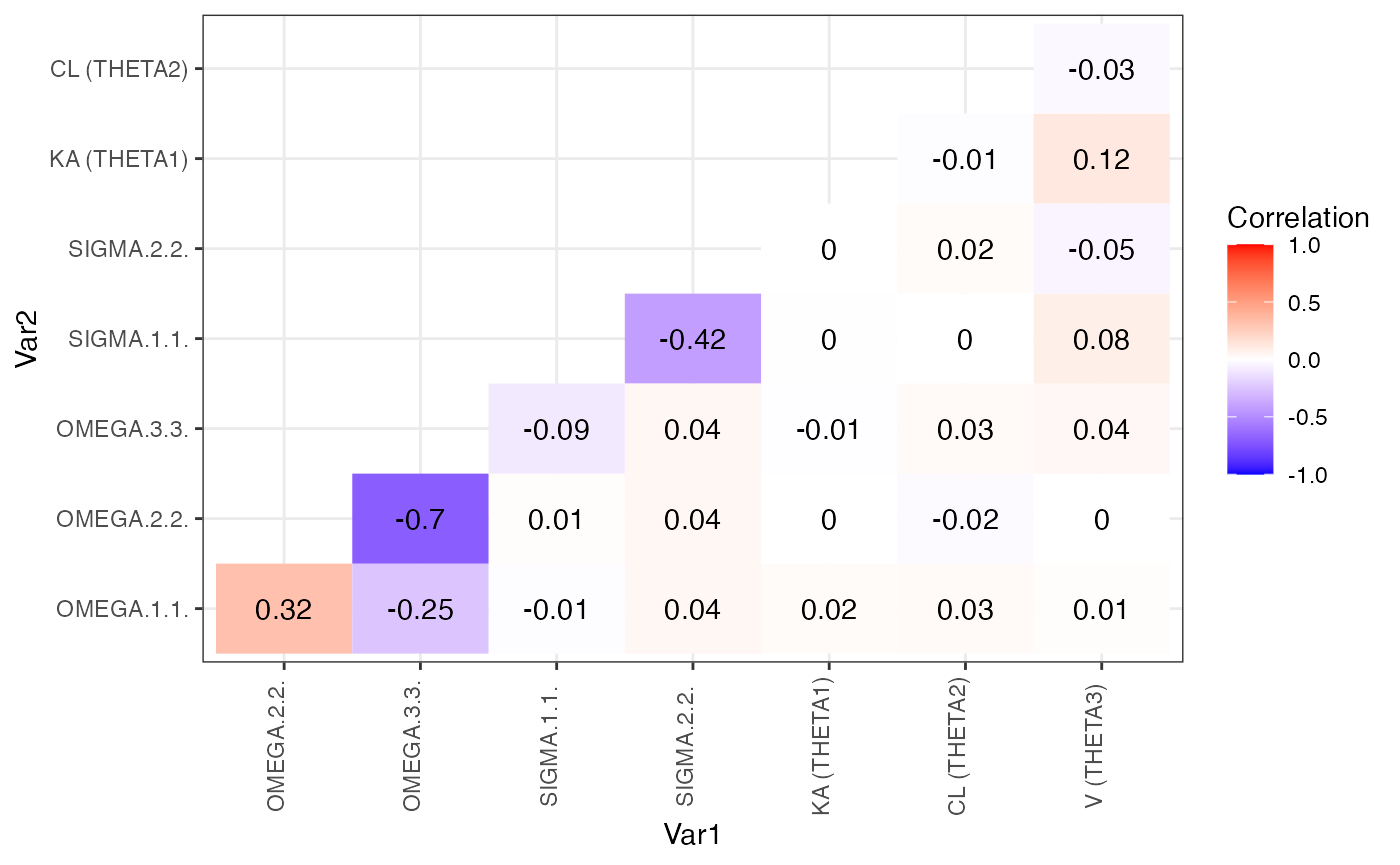 CL (THETA2)
-0.03
KA (THETA1)
-0.01
0.12
SIGMA.2.2.
0
0.02
-0.05
SIGMA.1.1.
-0.42
0
0
0.08
OMEGA.3.3.
-0.09
0.04
-0.01
0.03
0.04
OMEGA.2.2.
-0.7
0.01
0.04
0
-0.02
0
OMEGA.1.1.
0.32
-0.25
-0.01
0.04
0.02
0.03
0.01
Var2
OMEGA.2.2.
OMEGA.3.3.
SIGMA.1.1.
SIGMA.2.2.
KA (THETA1)
CL (THETA2)
V (THETA3)
Var1
Correlation
1.0
0.5
0.0
-0.5
-1.0